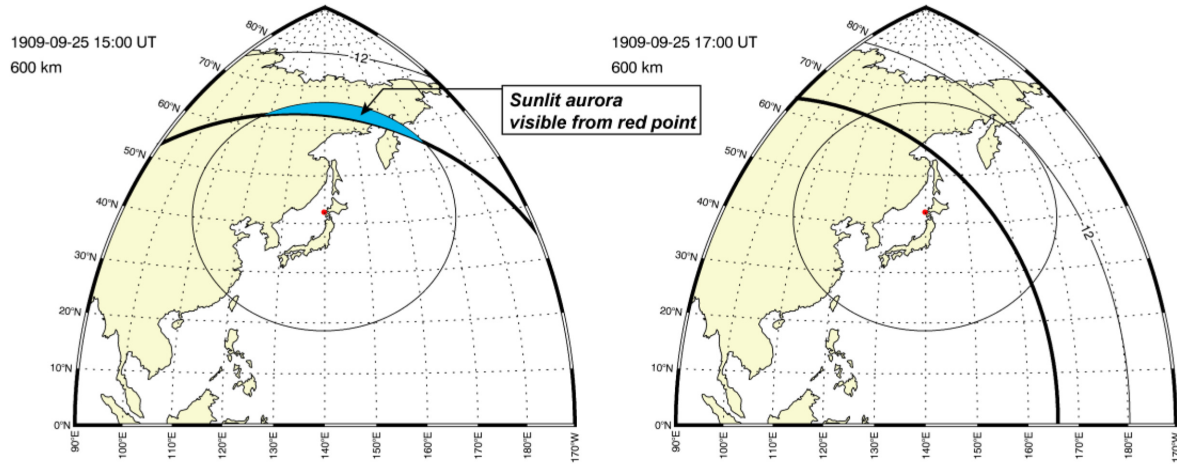 1909-09-25 15:00 UT
600 km
Sunlit aurora
visible from red point
-12
80°N
70°N
60°N
50°N
40°N
30°N
20°N
10°N
0°N
90°E
100°E
110°E
120°E
130°E
140°E
150°E
160°E
170°E
180°E
170°W
1909-09-25 17:00 UT
600 km
-12
80°N
70°N
60°N
50°N
40°N
30°N
20°N
10°N
0°N
90°E
100°E
110°E
120°E
130°E
140°E
150°E
160°E
170°E
180°E
170°W